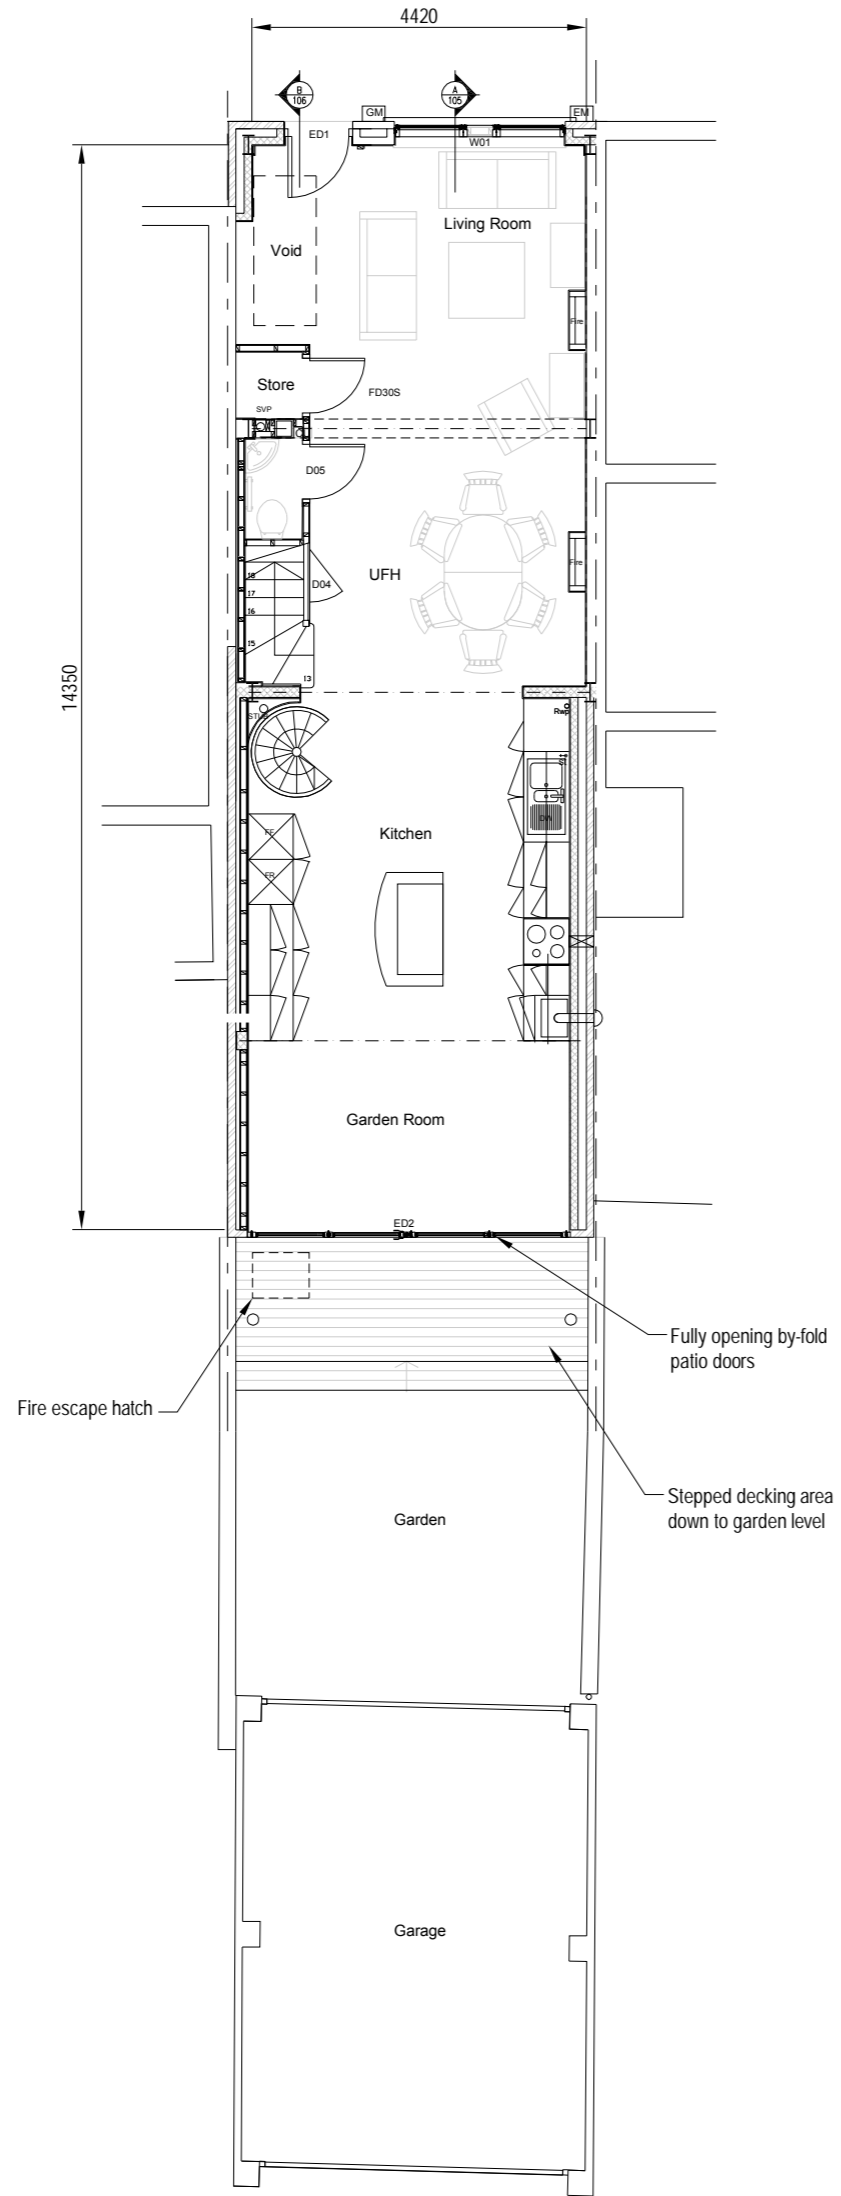 4420
B
106
A
105
GM
EM
ED1
W01
Living Room
Void
Fire
Store
FD30S
SVP
D05
UFH
Fire
D04
18
17
16
15
13
14350
STUB
Rwp
DW
Kitchen
FF
FR
Garden Room
ED2
Fully opening by-fold
patio doors
Fire escape hatch
Stepped decking area
down to garden level
Garden
Garage